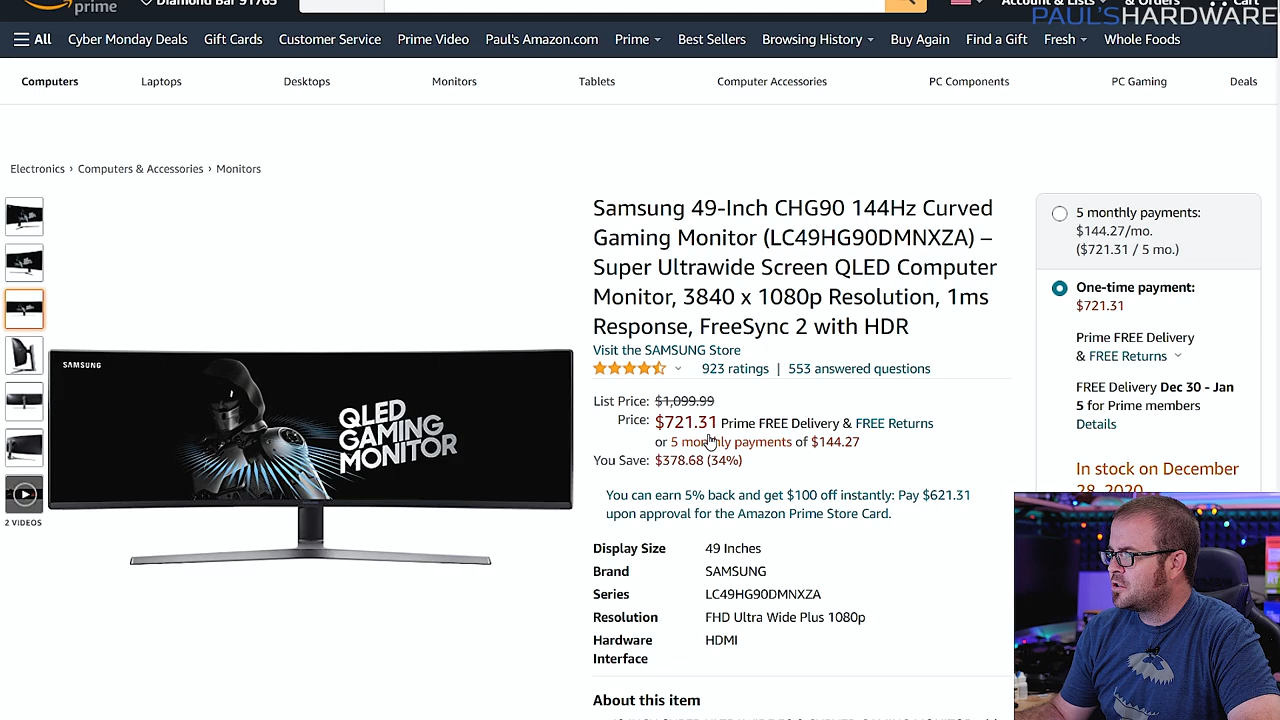 prime
Diamond Bar 91765
Account & Lists
& Orders
Cart
PAUL'SHARDWARE
All Cyber Monday Deals Gift Cards Customer Service Prime Video Paul's Amazon.com Prime Best Sellers Browsing History Buy Again Find a Gift Fresh Whole Foods
Computers Laptops Desktops Monitors Tablets Computer Accessories PC Components PC Gaming Deals
Electronics › Computers & Accessories › Monitors
2 VIDEOS
SAMSUNG
QLED
GAMING
MONITOR
Samsung 49-Inch CHG90 144Hz Curved
Gaming Monitor (LC49HG90DMNXZA) –
Super Ultrawide Screen QLED Computer
Monitor, 3840 x 1080p Resolution, 1ms
Response, FreeSync 2 with HDR
Visit the SAMSUNG Store
923 ratings | 553 answered questions
List Price: $1,099.99
Price: $721.31 Prime FREE Delivery & FREE Returns
or 5 monthly payments of $144.27
You Save: $378.68 (34%)
You can earn 5% back and get $100 off instantly: Pay $621.31
upon approval for the Amazon Prime Store Card.
Display Size 49 Inches
Brand SAMSUNG
Series LC49HG90DMNXZA
Resolution FHD Ultra Wide Plus 1080p
Hardware HDMI
Interface
About this item
5 monthly payments:
$144.27/mo.
($721.31 / 5 mo.)
One-time payment:
$721.31
Prime FREE Delivery
& FREE Returns
FREE Delivery Dec 30 - Jan
5 for Prime members
Details
In stock on December
28, 2020